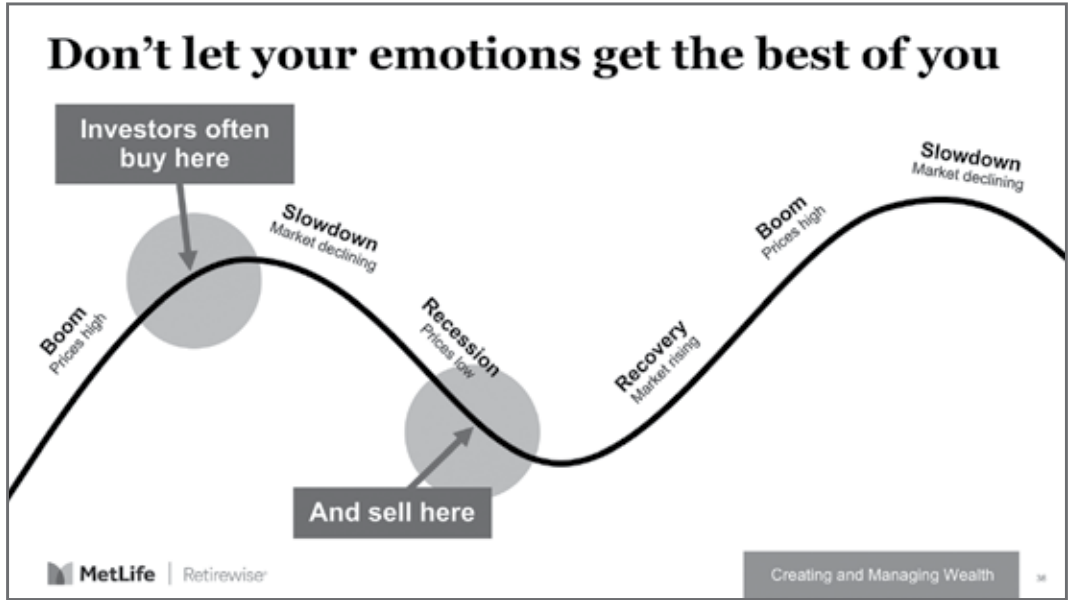 Don’t let your emotions get the best of you
Investors often
buy here
Boom
Prices high
Slowdown
Market declining
Recession
Prices low
And sell here
Recovery
Market rising
Boom
Prices high
Slowdown
Market declining
MetLife | Retirewise®
Creating and Managing Wealth